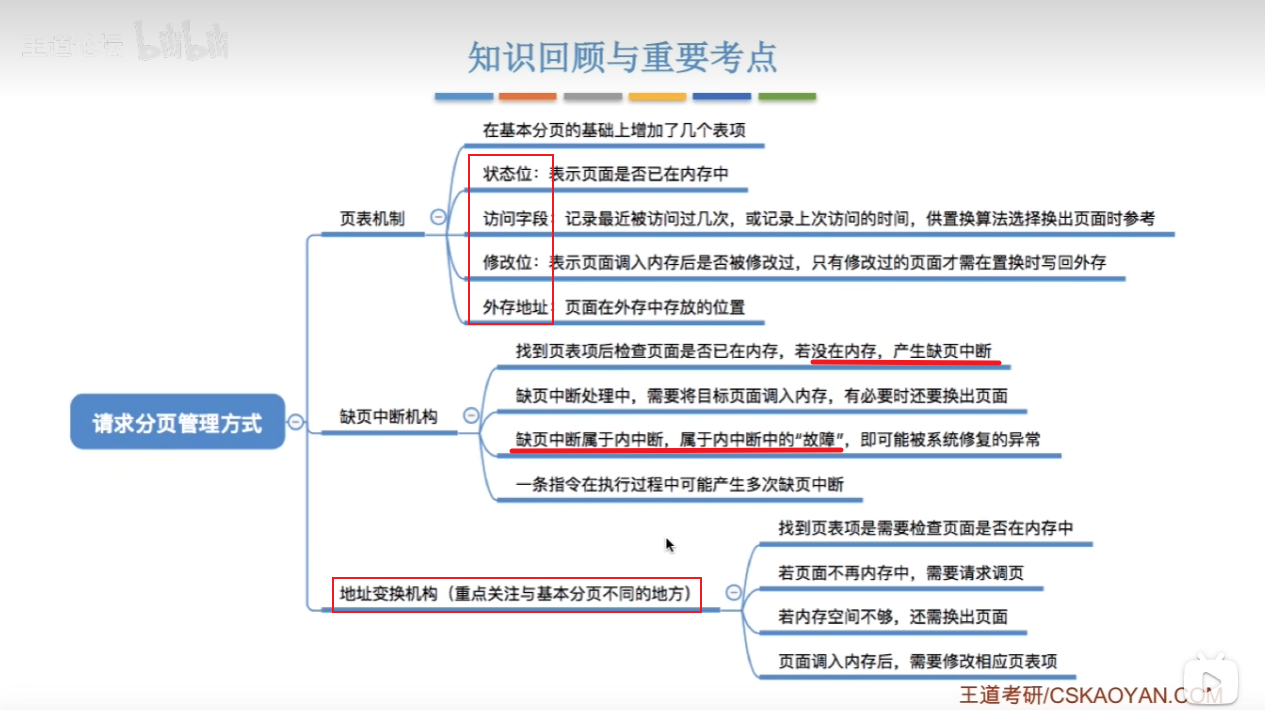 王道论坛 bilibili
知识回顾与重要考点
在基本分页的基础上增加了几个表项
状态位：表示页面是否已在内存中
页表机制
访问字段：记录最近被访问过几次，或记录上次访问的时间，供置换算法选择换出页面时参考
修改位：表示页面调入内存后是否被修改过，只有修改过的页面才需在置换时写回外存
外存地址：页面在外存中存放的位置
找到页表项后检查页面是否已在内存，若没在内存，产生缺页中断
缺页中断处理中，需要将目标页面调入内存，有必要时还要换出页面
请求分页管理方式
缺页中断机构
缺页中断属于内中断，属于内中断中的“故障”，即可能被系统修复的异常
一条指令在执行过程中可能产生多次缺页中断
找到页表项是需要检查页面是否在内存中
若页面不再内存中，需要请求调页
地址变换机构（重点关注与基本分页不同的地方）
若内存空间不够，还需换出页面
页面调入内存后，需要修改相应页表项
王道考研/CSKAOYAN.COM